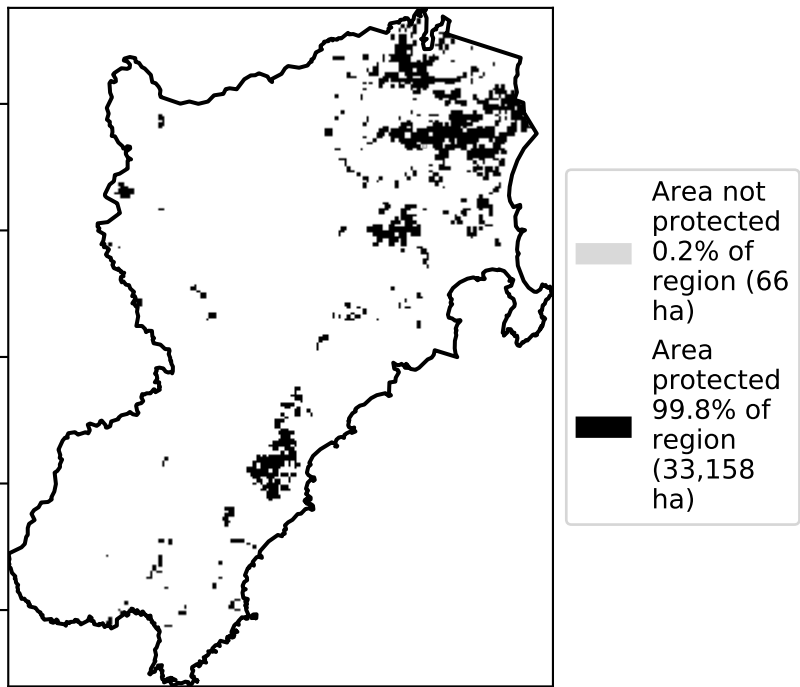 Area not
protected
0.2% of
region (66
ha)
Area
protected
99.8% of
region
(33,158
ha)